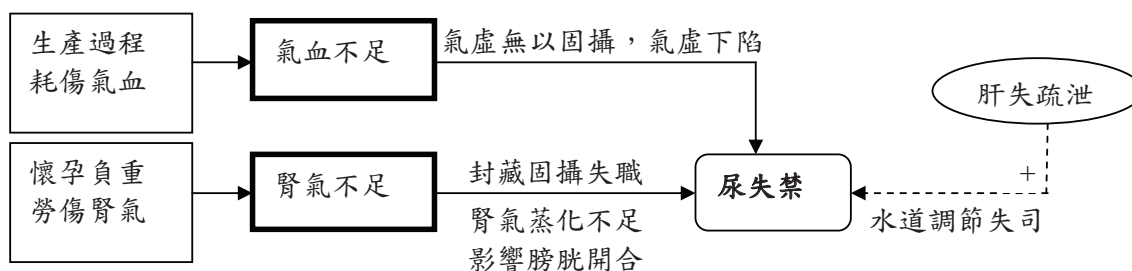 生產過程
耗傷氣血
氣血不足
氣虛無以固攝，氣虛下陷
肝失疏泄
懷孕負重
勞傷腎氣
腎氣不足
封藏固攝失職
腎氣蒸化不足
影響膀胱開合
尿失禁
+
水道調節失司